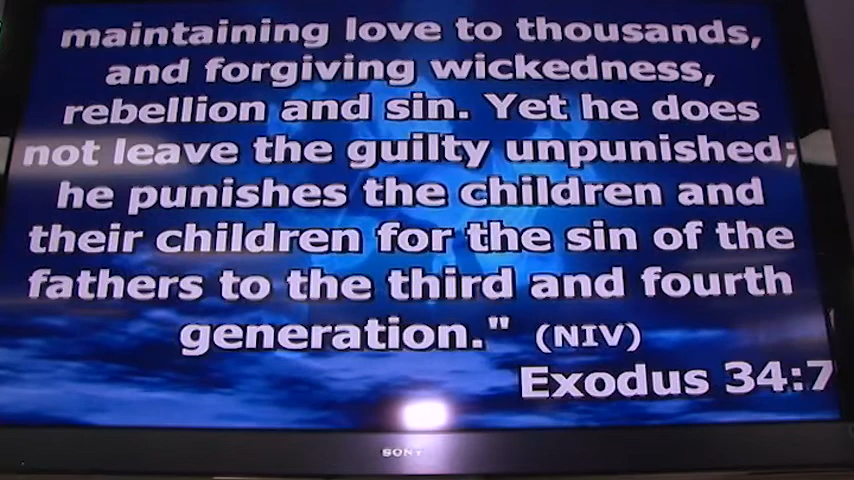 maintaining love to thousands,
and forgiving wickedness,
rebellion and sin. Yet he does
not leave the guilty unpunished;
he punishes the children and
their children for the sin of the
fathers to the third and fourth
generation." (NIV)
Exodus 34:7
SONY